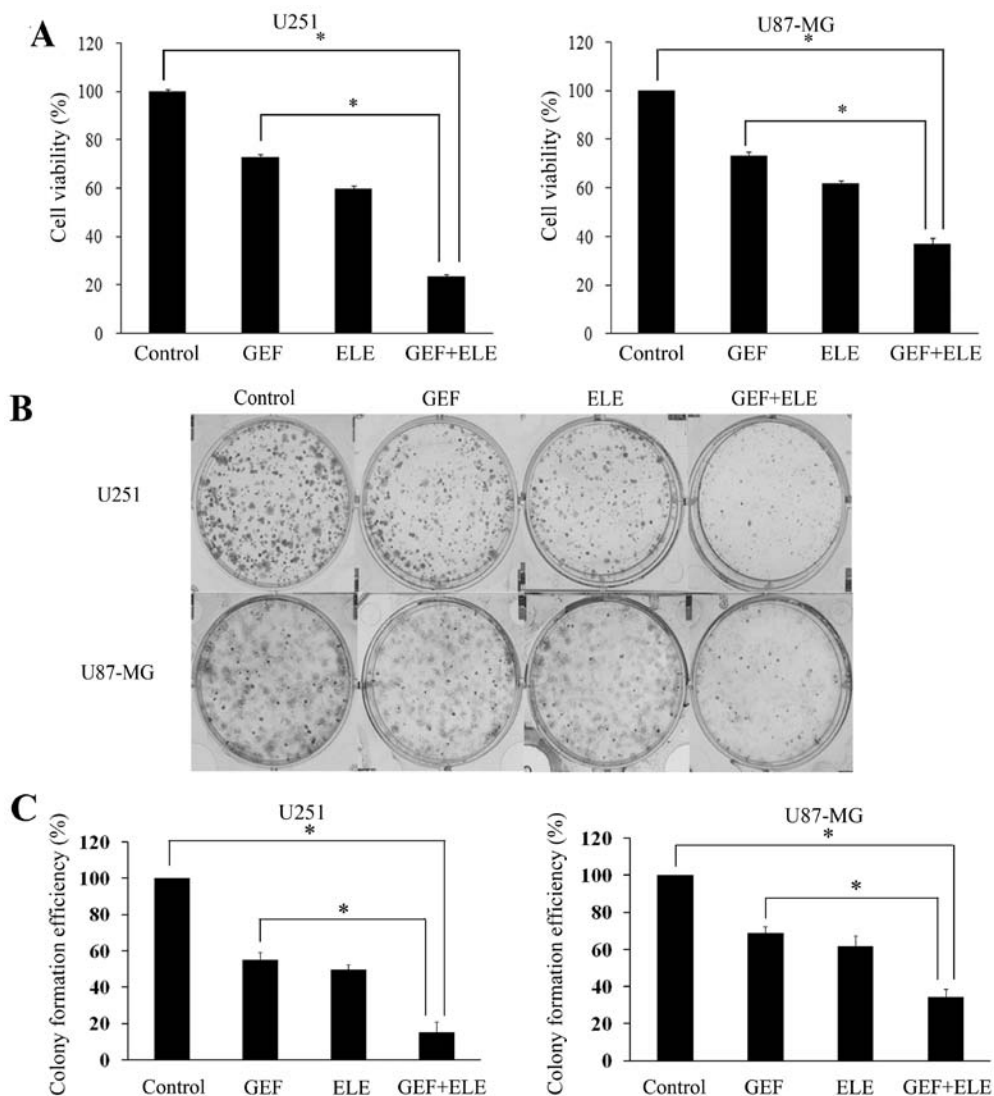 A
U251
U87-MG
*
*
*
*
Cell viability (%)
120
100
80
60
40
20
0
Control GEF ELE GEF+ELE
Cell viability (%)
120
100
80
60
40
20
0
Control GEF ELE GEF+ELE
B
Control GEF ELE GEF+ELE
U251
U87-MG
C
U251
U87-MG
*
*
*
*
Colony formation efficiency (%)
120
100
80
60
40
20
0
Control GEF ELE GEF+ELE
Colony formation efficiency (%)
120
100
80
60
40
20
0
Control GEF ELE GEF+ELE